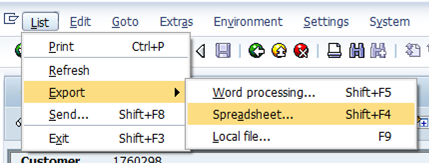 List Edit Goto Extras Environment Settings System
Print Ctrl+P
Refresh
Export
Word processing... Shift+F5
Send... Shift+F8
Spreadsheet... Shift+F4
Exit Shift+F3
Local file... F9
Customer 1760298